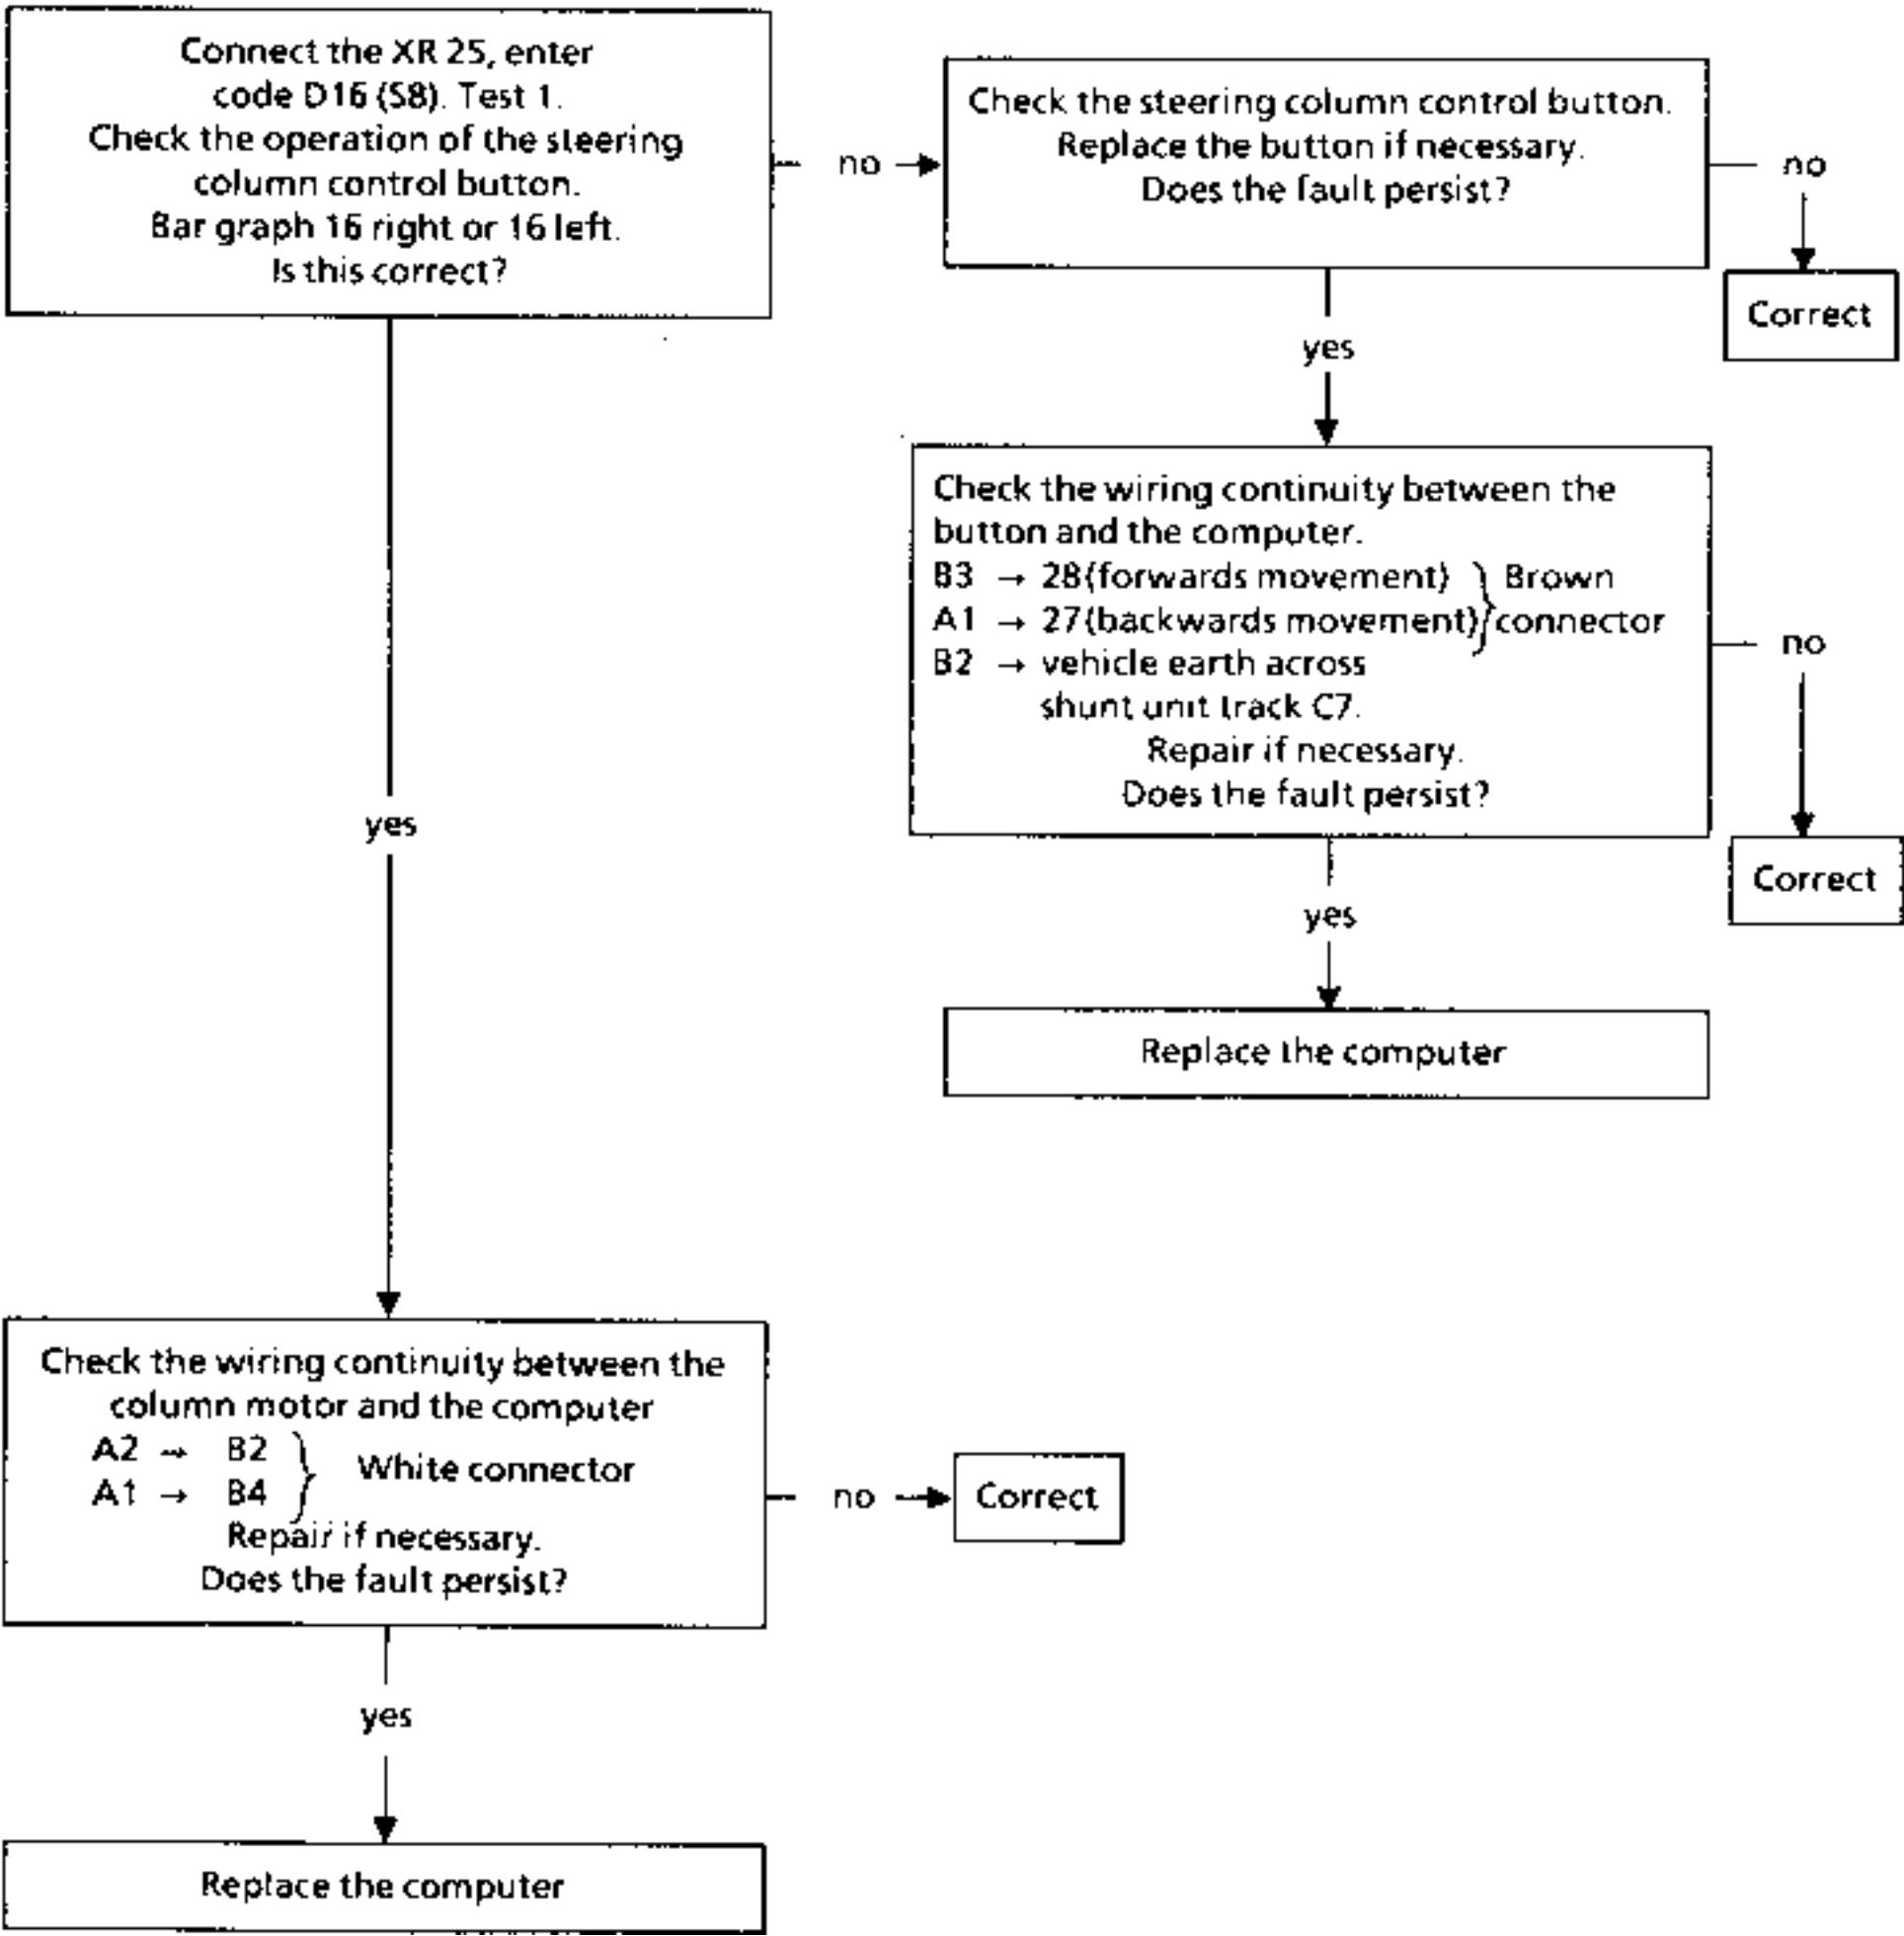 Connect the XR 25, enter
code D16 (S8). Test 1.
Check the operation of the steering
column control button.
Bar graph 16 right or 16 left.
Is this correct?
no
Check the steering column control button.
Replace the button if necessary.
Does the fault persist?
no
Correct
yes
Check the wiring continuity between the
button and the computer.
B3 → 28(forwards movement) } Brown
A1 → 27(backwards movement) } connector
B2 → vehicle earth across
shunt unit track C7.
Repair if necessary.
Does the fault persist?
no
Correct
yes
Replace the computer
yes
Check the wiring continuity between the
column motor and the computer
A2 → B2
A1 → B4
} White connector
Repair if necessary.
Does the fault persist?
no
Correct
yes
Replace the computer